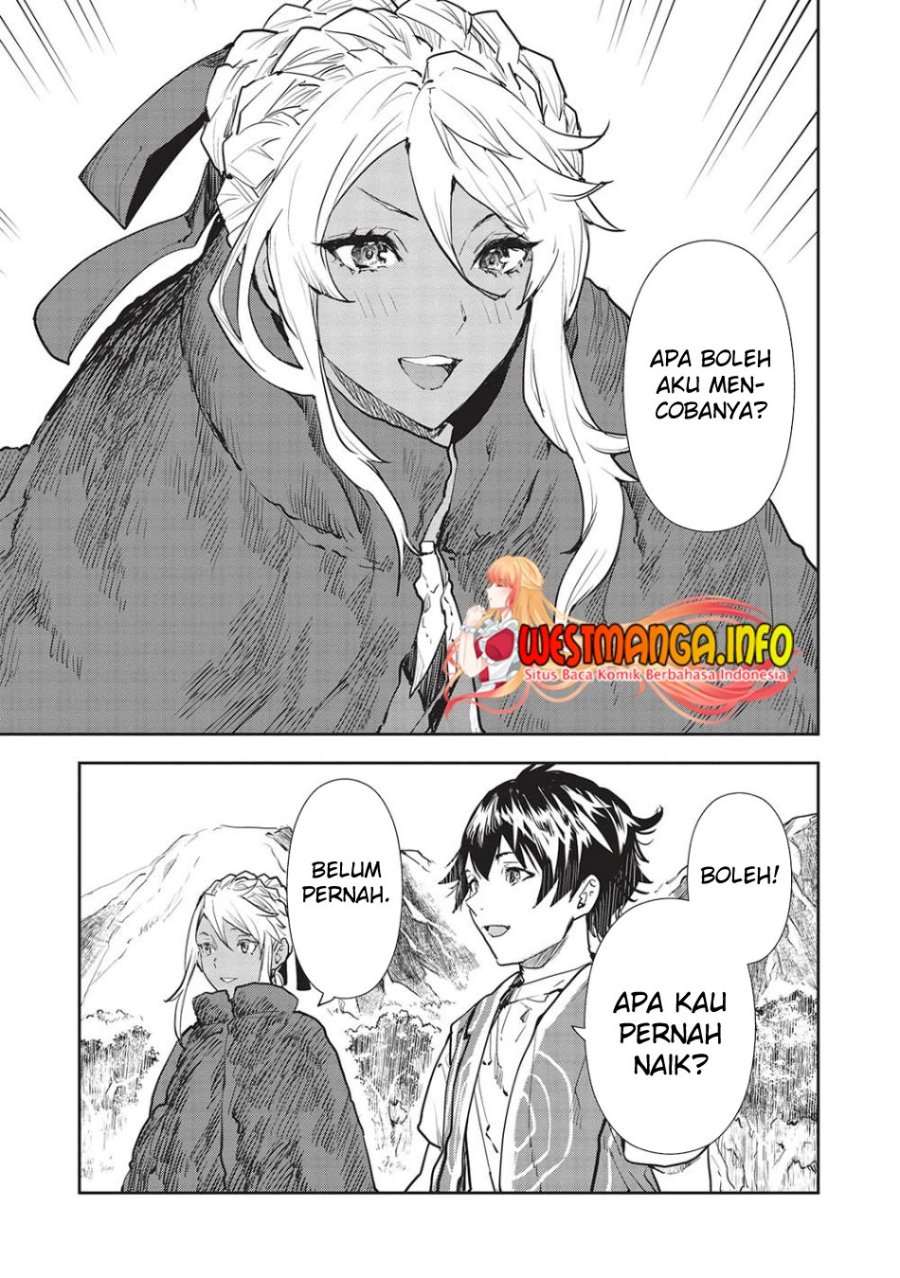 APA BOLEH
AKU MEN-
COBANYA?
WESTMANGA.INFO
Situs Baca Komik Berbahasa Indonesia
BOLEH!
APA KAU
PERNAH
NAIK?
BELUM
PERNAH.